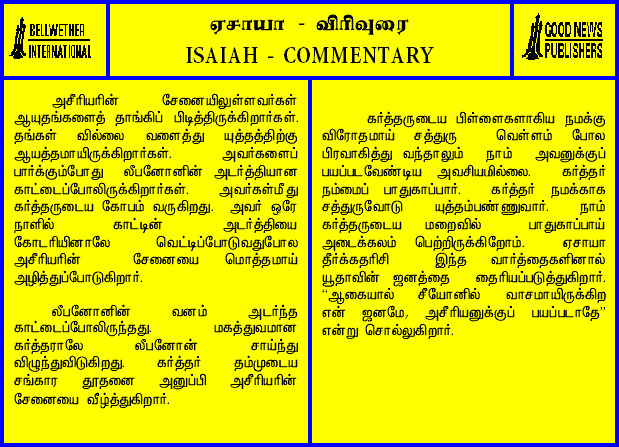 BELLWETHER
INTERNATIONAL
ஏசாயா - விரிவுரை
ISAIAH - COMMENTARY
GOOD NEWS
PUBLISHERS
அசீரியரின் சேனையிலுள்ளவர்கள்
ஆயுதங்களைத் தாங்கிப் பிடித்திருக்கிறார்கள்.
தங்கள் வில்லை வளைத்து யுத்தத்திற்கு
ஆயத்தமாயிருக்கிறார்கள். அவர்களைப்
பார்க்கும்போது லீபனோனின் அடர்த்தியான
காட்டைப்போலிருக்கிறார்கள். அவர்கள்மீது
கர்த்தருடைய கோபம் வருகிறது. அவர் ஒரே
நாளில் காட்டின் அடர்த்தியை
கோடரியினாலே வெட்டிப்போடுவதுபோல
அசீரியரின் சேனையை மொத்தமாய்
அழித்துப்போடுகிறார்.
லீபனோனின் வனம் அடர்ந்த
காட்டைப்போலிருந்தது. மகத்துவமான
கர்த்தராலே லீபனோன் சாய்ந்து
விழுந்துவிடுகிறது. கர்த்தர் தம்முடைய
சங்கார தூதனை அனுப்பி அசீரியரின்
சேனையை வீழ்த்துகிறார்.
கர்த்தருடைய பிள்ளைகளாகிய நமக்கு
விரோதமாய் சத்துரு வெள்ளம் போல
பிரவாகித்து வந்தாலும் நாம் அவனுக்குப்
பயப்படவேண்டிய அவசியமில்லை. கர்த்தர்
நம்மைப் பாதுகாப்பார். கர்த்தர் நமக்காக
சத்துருவோடு யுத்தம்பண்ணுவார். நாம்
கர்த்தருடைய மறைவில் பாதுகாப்பாய்
அடைக்கலம் பெற்றிருக்கிறோம். ஏசாயா
தீர்க்கதரிசி இந்த வார்த்தைகளினால்
யூதாவின் ஜனத்தை தைரியப்படுத்துகிறார்.
“ஆகையால் சீயோனில் வாசமாயிருக்கிற
என் ஜனமே, அசீரியனுக்குப் பயப்படாதே”
என்று சொல்லுகிறார்.